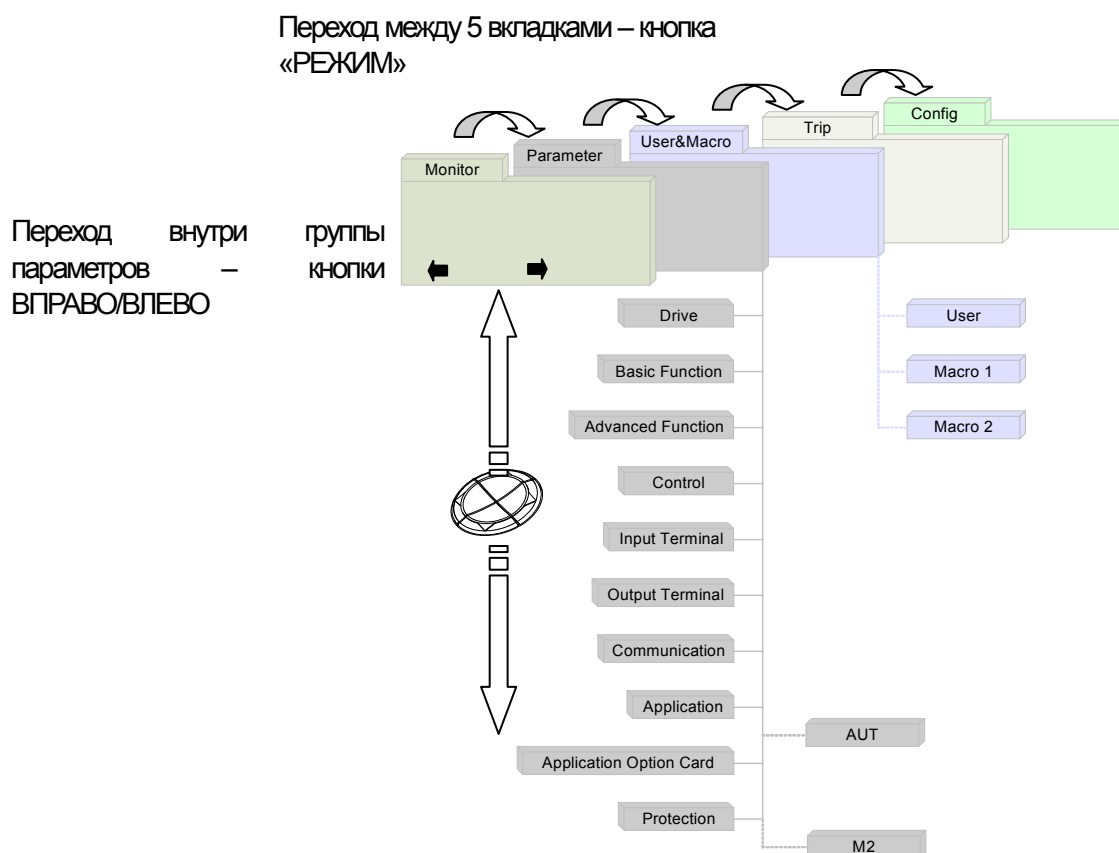 Переход между 5 вкладками – кнопка
«РЕЖИМ»
Config
Trip
User&Macro
Parameter
Monitor
Переход внутри группы
параметров – кнопки
ВПРАВО/ВЛЕВО
Drive
User
Basic Function
Macro 1
Advanced Function
Macro 2
Control
Input Terminal
Output Terminal
Communication
Application
AUT
Application Option Card
Protection
M2